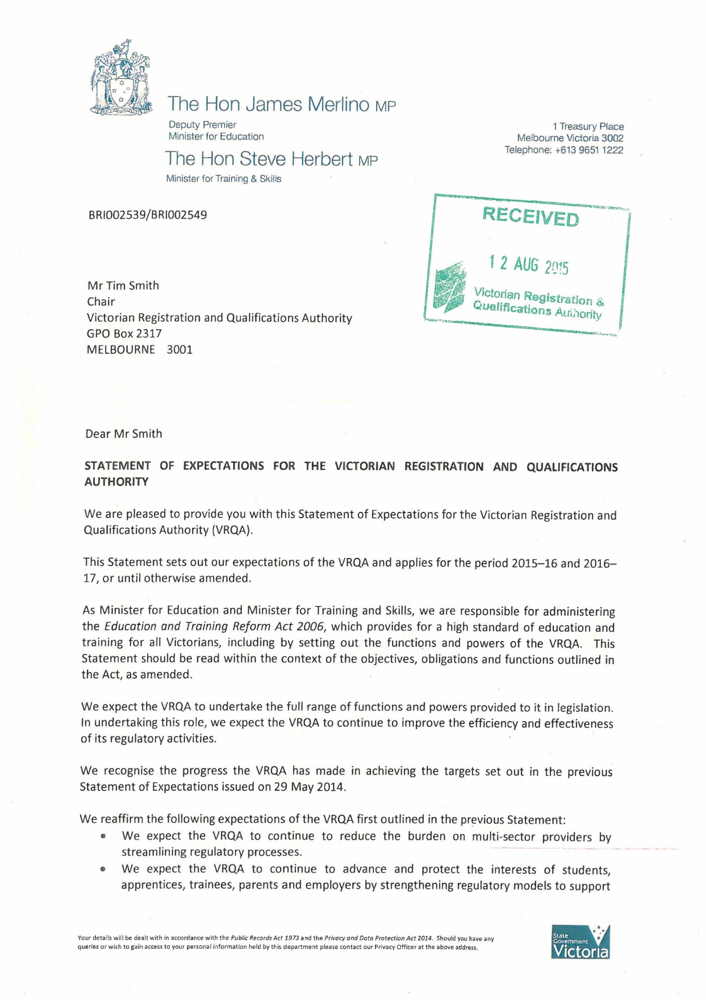 The Hon James Merlino MP
Deputy Premier
Minister for Education
The Hon Steve Herbert MP
Minister for Training & Skills
1 Treasury Place
Melbourne Victoria 3002
Telephone: +613 9651 1222
BRI002539/BRI002549
RECEIVED
12 AUG 2015
Victorian Registration &
Qualifications Authority
Mr Tim Smith
Chair
Victorian Registration and Qualifications Authority
GPO Box 2317
MELBOURNE 3001
Dear Mr Smith
STATEMENT OF EXPECTATIONS FOR THE VICTORIAN REGISTRATION AND QUALIFICATIONS
AUTHORITY
We are pleased to provide you with this Statement of Expectations for the Victorian Registration and
Qualifications Authority (VRQA).
This Statement sets out our expectations of the VRQA and applies for the period 2015–16 and 2016–
17, or until otherwise amended.
As Minister for Education and Minister for Training and Skills, we are responsible for administering
the Education and Training Reform Act 2006, which provides for a high standard of education and
training for all Victorians, including by setting out the functions and powers of the VRQA. This
Statement should be read within the context of the objectives, obligations and functions outlined in
the Act, as amended.
We expect the VRQA to undertake the full range of functions and powers provided to it in legislation.
In undertaking this role, we expect the VRQA to continue to improve the efficiency and effectiveness
of its regulatory activities.
We recognise the progress the VRQA has made in achieving the targets set out in the previous
Statement of Expectations issued on 29 May 2014.
We reaffirm the following expectations of the VRQA first outlined in the previous Statement:
• We expect the VRQA to continue to reduce the burden on multi-sector providers by
streamlining regulatory processes.
• We expect the VRQA to continue to advance and protect the interests of students,
apprentices, trainees, parents and employers by strengthening regulatory models to support
Your details will be dealt with in accordance with the Public Records Act 1973 and the Privacy and Data Protection Act 2014. Should you have any
queries or wish to gain access to your personal information held by this department please contact our Privacy Officer at the above address.
State
Government
Victoria